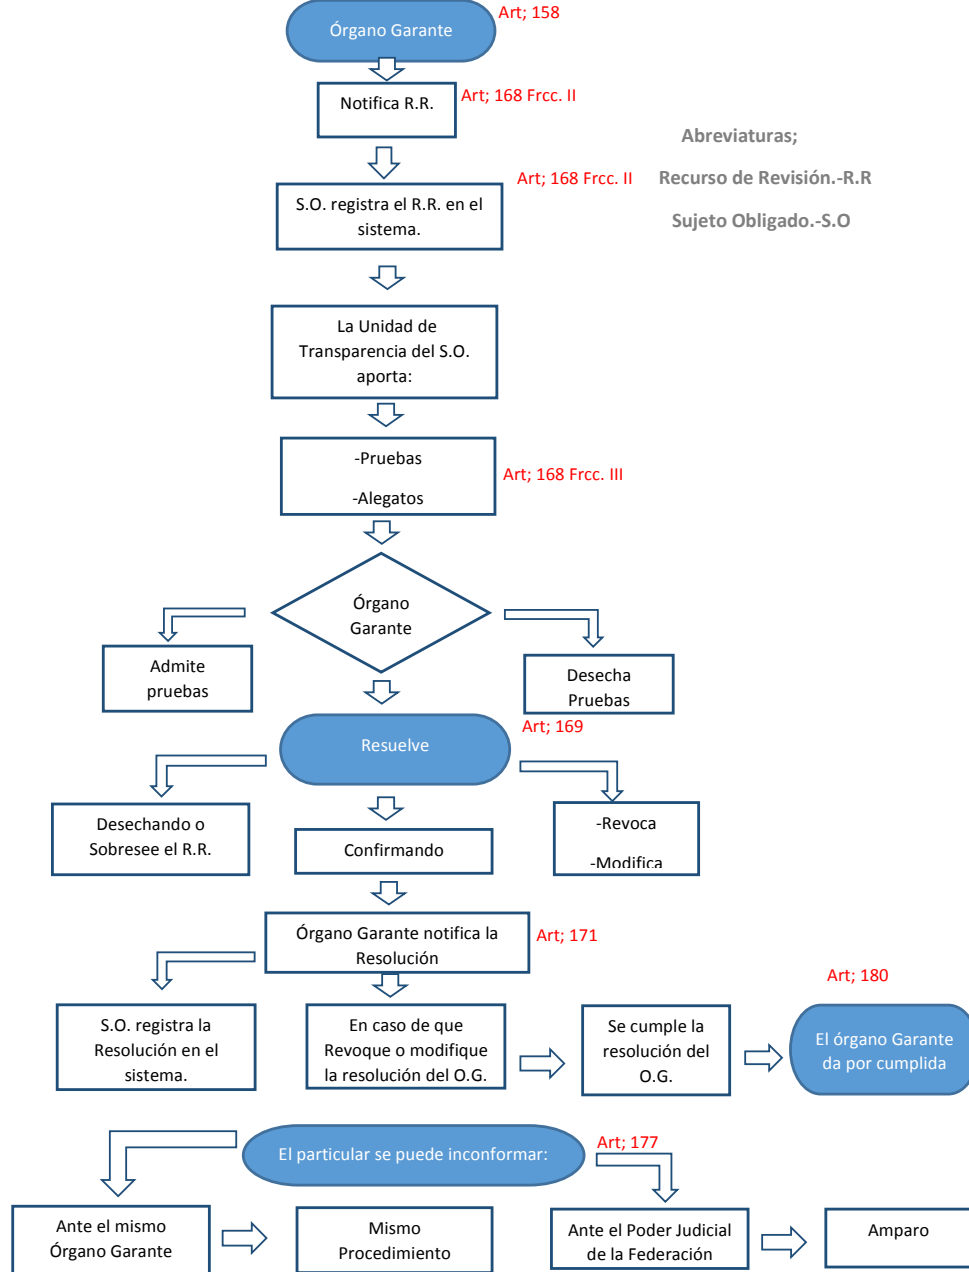 Órgano Garante
Art; 158
Notifica R.R.
Art; 168 Frcc. II
Abreviaturas;
Recurso de Revisión.-R.R
Sujeto Obligado.-S.O
Art; 168 Frcc. II
S.O. registra el R.R. en el
sistema.
La Unidad de
Transparencia del S.O.
aporta:
-Pruebas
-Alegatos
Art; 168 Frcc. III
Órgano
Garante
Admite
pruebas
Desecha
Pruebas
Resuelve
Art; 169
Desechando o
Sobresee el R.R.
Confirmando
-Revoca
-Modifica
Órgano Garante notifica la
Resolución
Art; 171
S.O. registra la
Resolución en el
sistema.
En caso de que
Revoque o modifique
la resolución del O.G.
Se cumple la
resolución del
O.G.
Art; 180
El órgano Garante
da por cumplida
El particular se puede inconformar:
Art; 177
Ante el mismo
Órgano Garante
Mismo
Procedimiento
Ante el Poder Judicial
de la Federación
Amparo